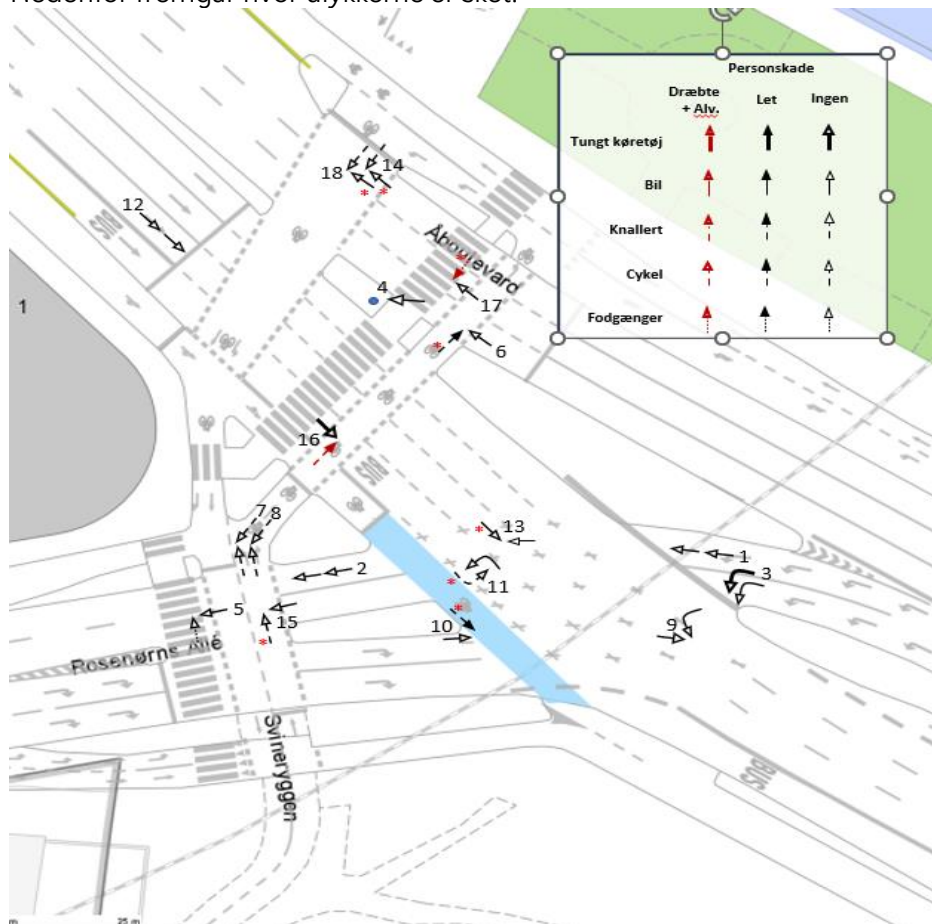 Nedenfor fremgår hvor ulykkerne er sket.
Personskade
Dræbte
+ Alv.
Let
Ingen
Tungt køretøj
Bil
Knallert
Cykel
Fodgænger
18
14
12
BUS
Åboulevard
4
17
1
6
16
BUS
7
8
13
1
2
3
11
5
15
10
9
Rosenørns Allé
Svineryggen
BUS
m
25 m